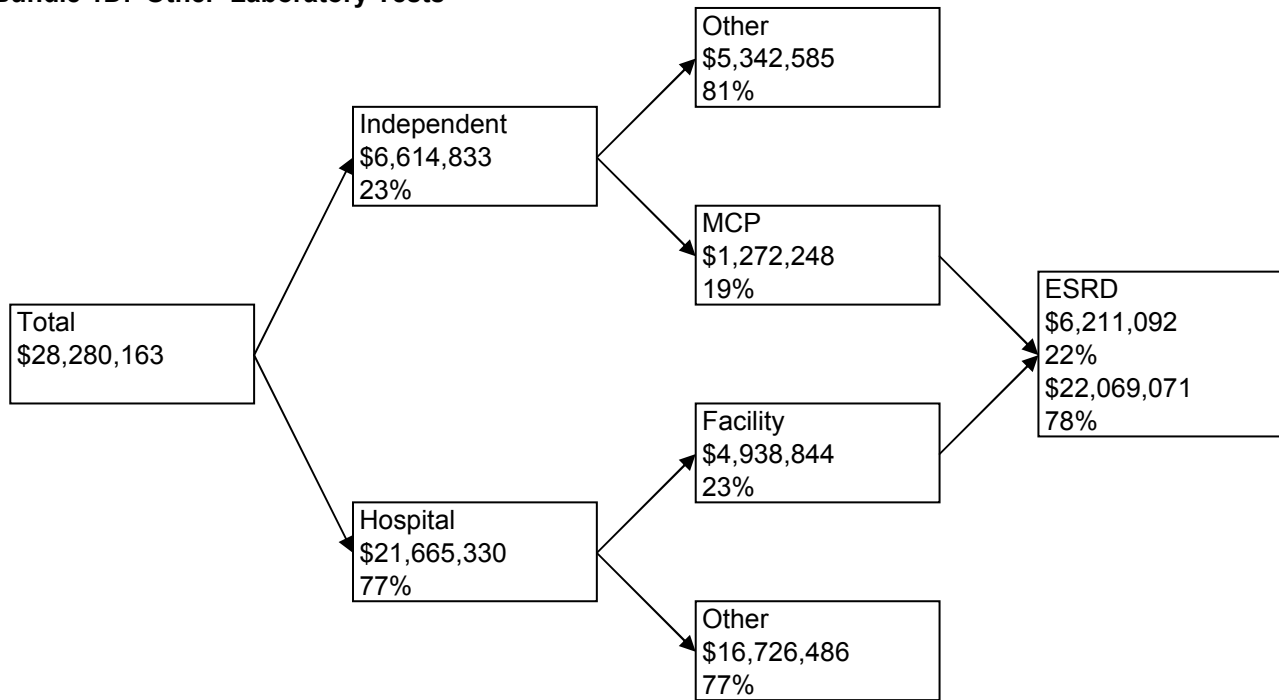 Bundle 1B: "Other" Laboratory Tests
Other
$5,342,585
81%
Independent
$6,614,833
23%
MCP
$1,272,248
19%
ESRD
$6,211,092
22%
$22,069,071
78%
Total
$28,280,163
Facility
$4,938,844
23%
Hospital
$21,665,330
77%
Other
$16,726,486
77%